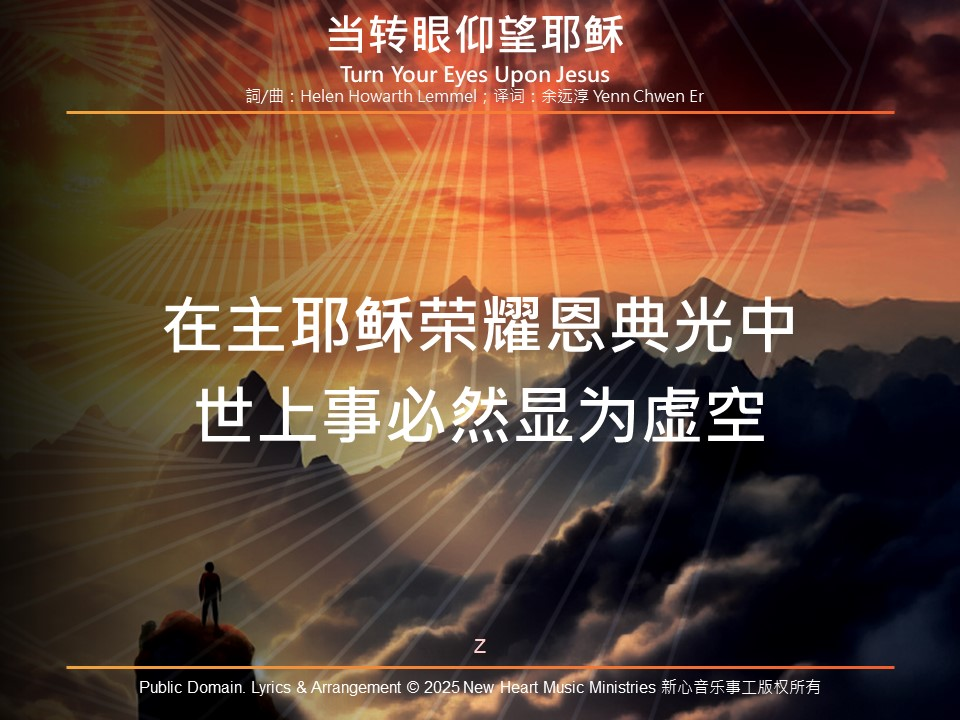 当转眼仰望耶稣
Turn Your Eyes Upon Jesus
詞/曲：Helen Howarth Lemmel；译词：余远淳 Yenn Chwen Er
在主耶稣荣耀恩典光中
世上事必然显为虚空
Z
Public Domain. Lyrics & Arrangement © 2025 New Heart Music Ministries 新心音乐事工版权所有